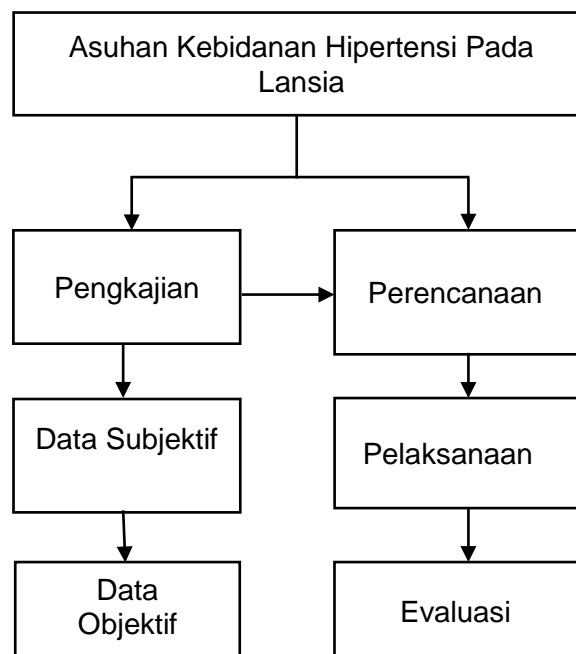 Asuhan Kebidanan Hipertensi Pada
Lansia
Pengkajian
Perencanaan
Data Subjektif
Pelaksanaan
Data
Objektif
Evaluasi